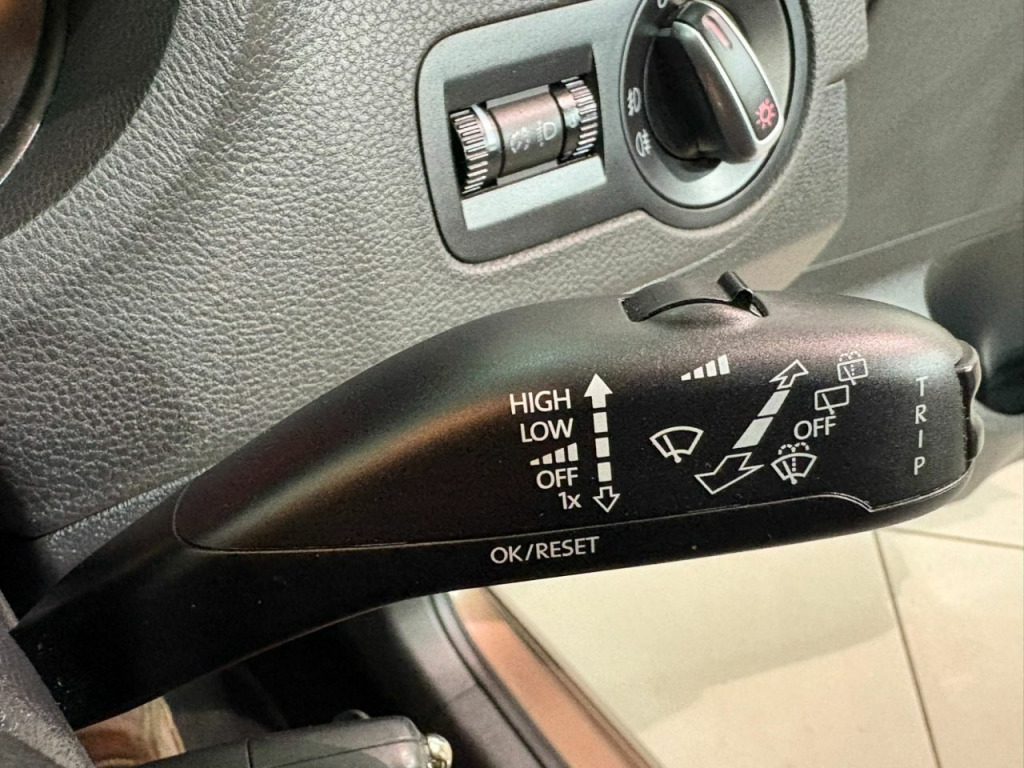 HIGH
LOW
OFF
1x
OFF
TRIP
OK/RESET